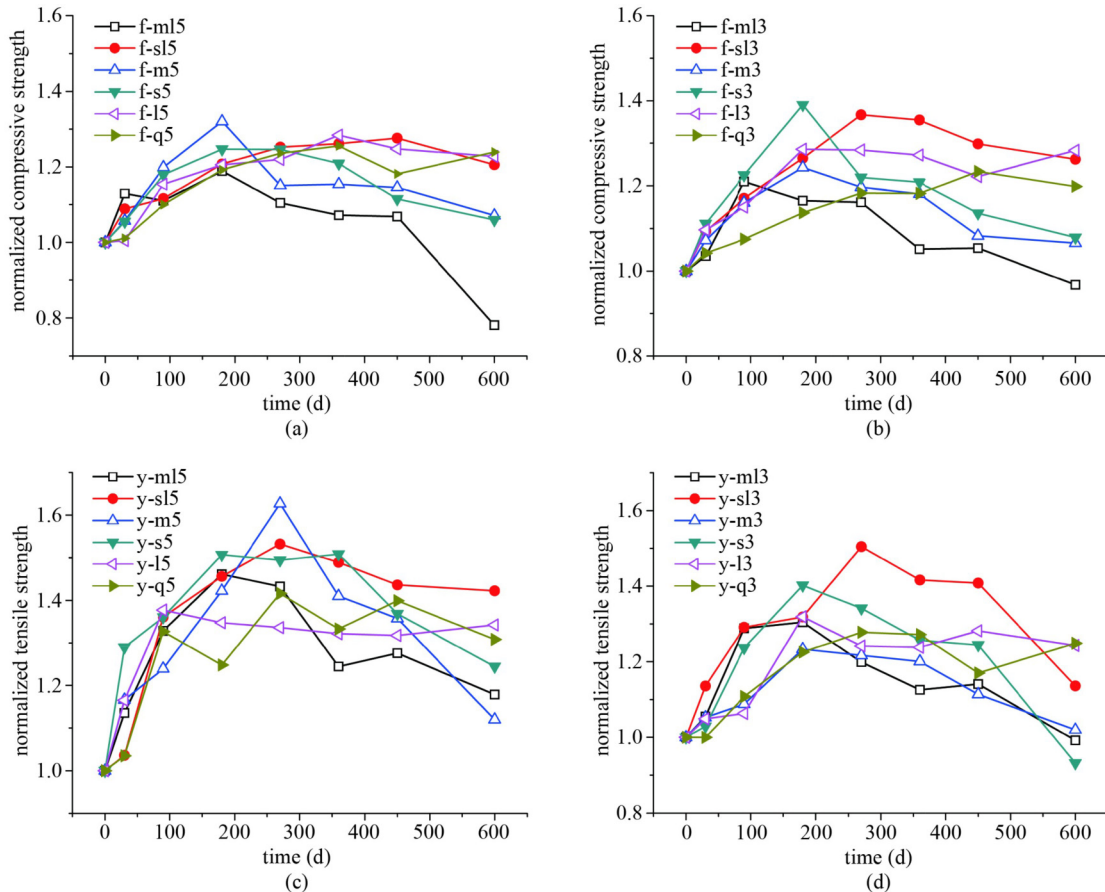 1.6
1.4
1.2
1.0
0.8
normalized compressive strength
f-ml5
f-sl5
f-m5
f-s5
f-l5
f-q5
0 100 200 300 400 500 600
time (d)
(a)
1.6
1.4
1.2
1.0
0.8
normalized compressive strength
f-ml3
f-sl3
f-m3
f-s3
f-l3
f-q3
0 100 200 300 400 500 600
time (d)
(b)
1.6
1.4
1.2
1.0
normalized tensile strength
y-ml5
y-sl5
y-m5
y-s5
y-l5
y-q5
0 100 200 300 400 500 600
time (d)
(c)
1.6
1.4
1.2
1.0
0.8
normalized tensile strength
y-ml3
y-sl3
y-m3
y-s3
y-l3
y-q3
0 100 200 300 400 500 600
time (d)
(d)